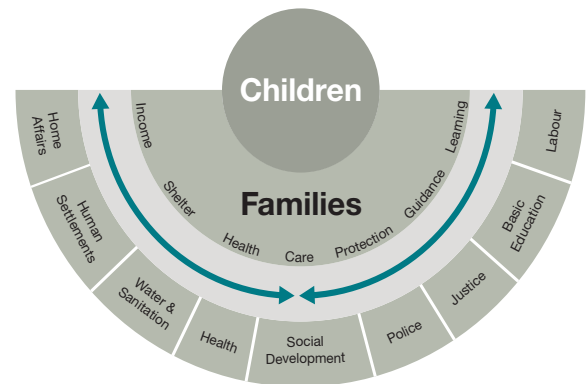 Children
Families
Income
Shelter
Health
Care
Protection
Guidance
Learning
Home
Affairs
Human
Settlements
Water &
Sanitation
Health
Social
Development
Police
Justice
Basic
Education
Labour